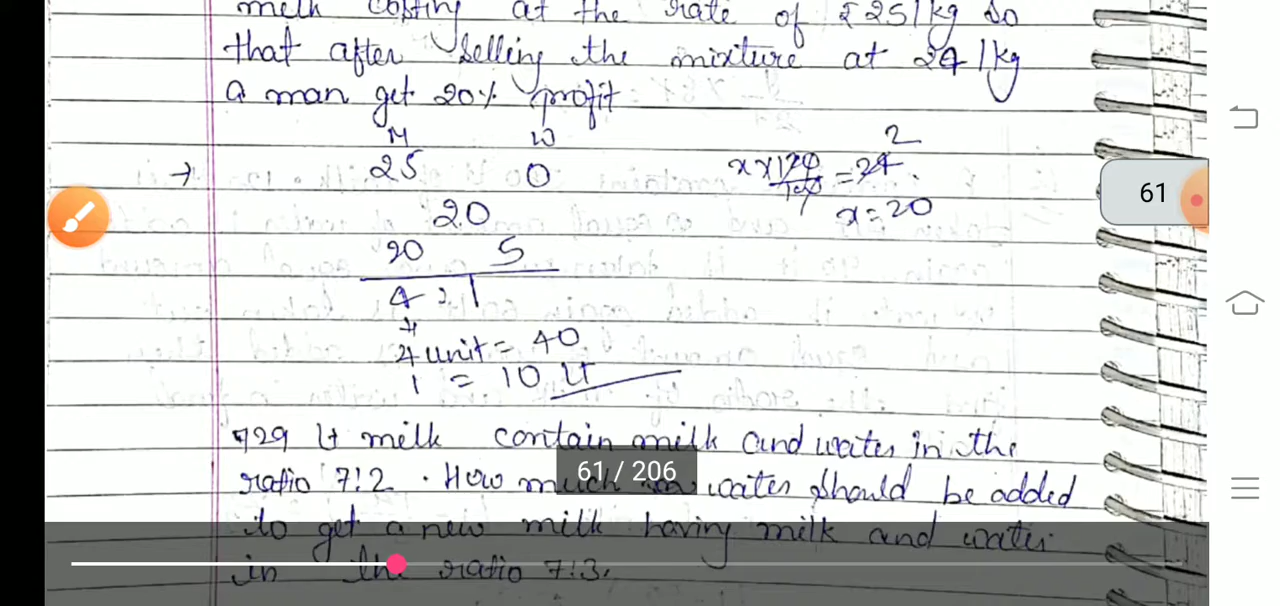 milk costing at the rate of ₹25/kg so
that after selling the mixture at 24/kg
a man get 20% profit
M W
→ 25 0
20
20 5
4 : 1
4 unit = 40
1 = 10 Lt
x × 120/100 = 24 2
x = 20
61
729 lt milk contain milk and water in the
ratio 7:2. How much water should be added
to get a new milk having milk and water
in the ratio 7:3.
61 / 206